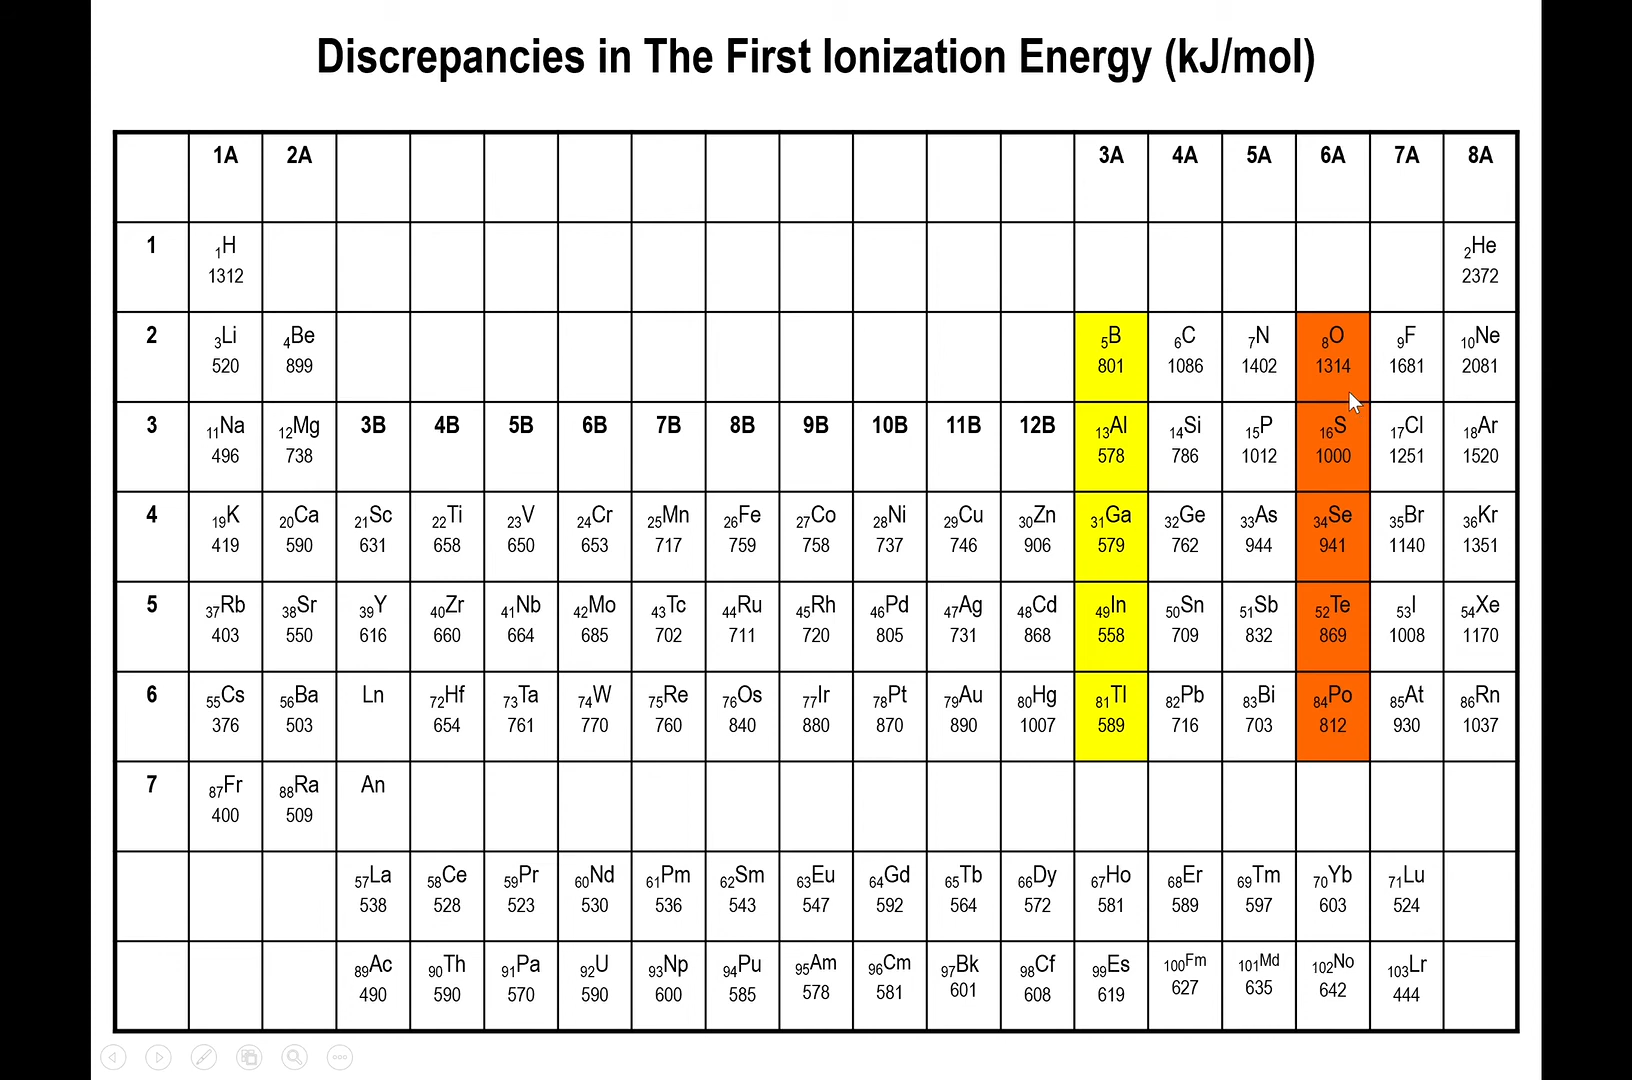 Discrepancies in The First Ionization Energy (kJ/mol)
1A 2A 3A 4A 5A 6A 7A 8A
1 1H 2He
1312 2372
2 3Li 4Be 5B 6C 7N 8O 9F 10Ne
520 899 801 1086 1402 1314 1681 2081
3 11Na 12Mg 3B 4B 5B 6B 7B 8B 9B 10B 11B 12B 13Al 14Si 15P 16S 17Cl 18Ar
496 738 578 786 1012 1000 1251 1520
4 19K 20Ca 21Sc 22Ti 23V 24Cr 25Mn 26Fe 27Co 28Ni 29Cu 30Zn 31Ga 32Ge 33As 34Se 35Br 36Kr
419 590 631 658 650 653 717 759 758 737 746 906 579 762 944 941 1140 1351
5 37Rb 38Sr 39Y 40Zr 41Nb 42Mo 43Tc 44Ru 45Rh 46Pd 47Ag 48Cd 49In 50Sn 51Sb 52Te 53I 54Xe
403 550 616 660 664 685 702 711 720 805 731 868 558 709 832 869 1008 1170
6 55Cs 56Ba Ln 72Hf 73Ta 74W 75Re 76Os 77Ir 78Pt 79Au 80Hg 81Tl 82Pb 83Bi 84Po 85At 86Rn
376 503 654 761 770 760 840 880 870 890 1007 589 716 703 812 930 1037
7 87Fr 88Ra An
400 509
57La 58Ce 59Pr 60Nd 61Pm 62Sm 63Eu 64Gd 65Tb 66Dy 67Ho 68Er 69Tm 70Yb 71Lu
538 528 523 530 536 543 547 592 564 572 581 589 597 603 524
89Ac 90Th 91Pa 92U 93Np 94Pu 95Am 96Cm 97Bk 98Cf 99Es 100Fm 101Md 102No 103Lr
490 590 570 590 600 585 578 581 601 608 619 627 635 642 444